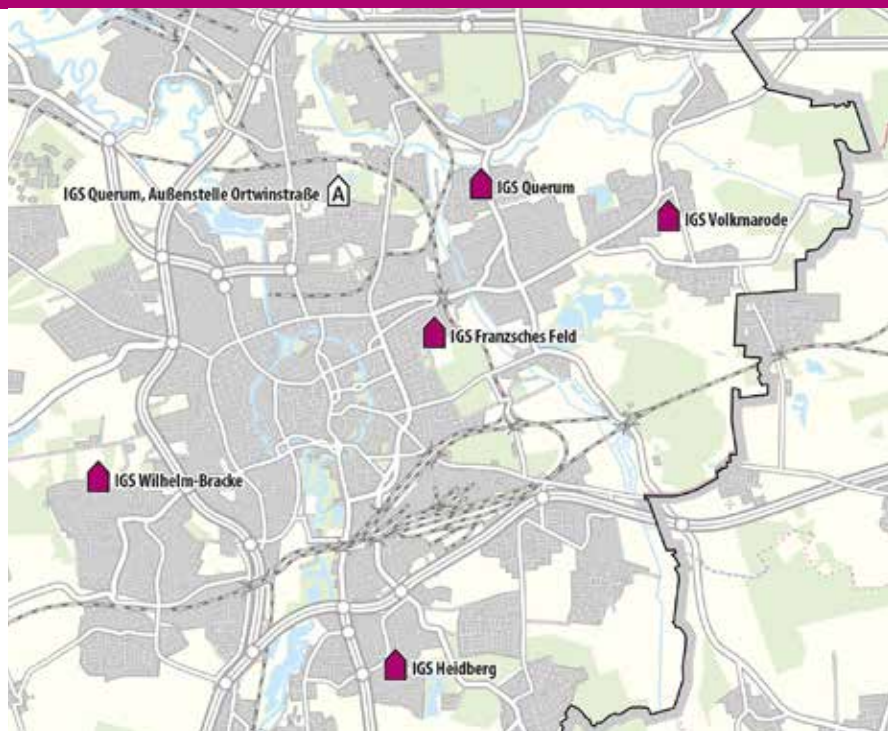 IGS Querum
IGS Querum, Außenstelle Ortwinstraße
A
IGS Volkmarode
IGS Franzsches Feld
IGS Wilhelm-Bracke
IGS Heidberg